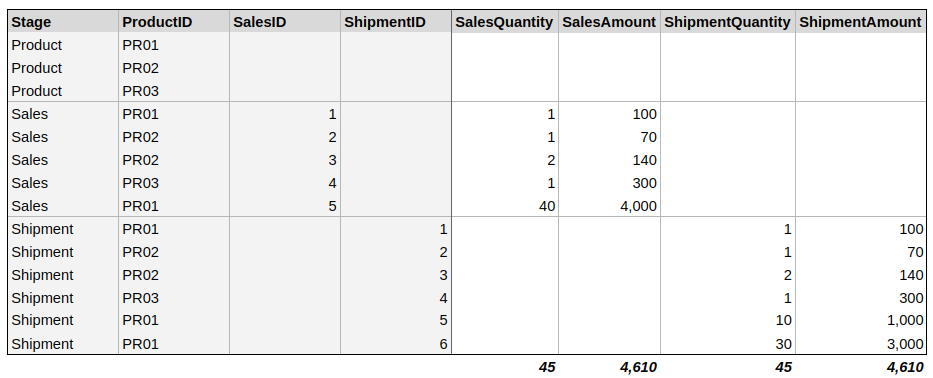 Stage ProductID SalesID ShipmentID SalesQuantity SalesAmount ShipmentQuantity ShipmentAmount
Product PR01
Product PR02
Product PR03
Sales PR01 1 1 100
Sales PR02 2 1 70
Sales PR02 3 2 140
Sales PR03 4 1 300
Sales PR01 5 40 4,000
Shipment PR01 1 1 100
Shipment PR02 2 1 70
Shipment PR02 3 2 140
Shipment PR03 4 1 300
Shipment PR01 5 10 1,000
Shipment PR01 6 30 3,000
45 4,610 45 4,610